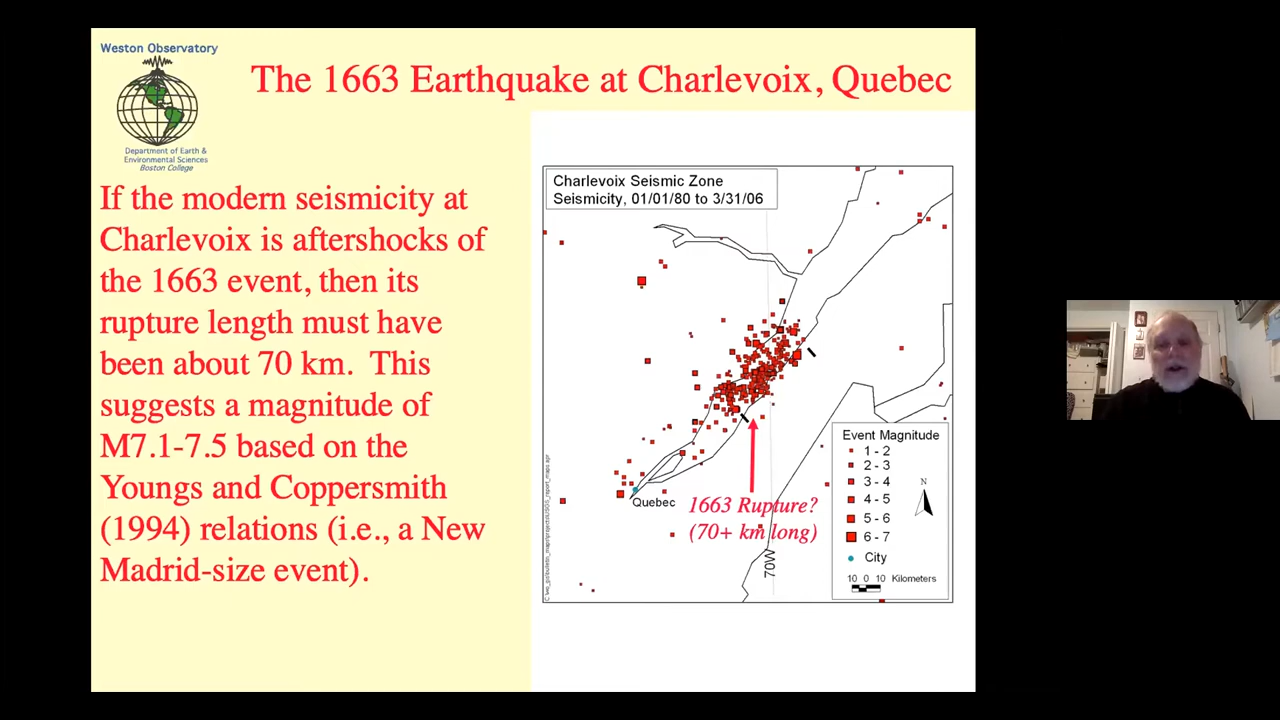 Weston Observatory
Department of Earth &
Environmental Sciences
Boston College
The 1663 Earthquake at Charlevoix, Quebec
If the modern seismicity at
Charlevoix is aftershocks of
the 1663 event, then its
rupture length must have
been about 70 km.  This
suggests a magnitude of
M7.1-7.5 based on the
Youngs and Coppersmith
(1994) relations (i.e., a New
Madrid-size event).
Charlevoix Seismic Zone
Seismicity, 01/01/80 to 3/31/06
Quebec
1663 Rupture?
(70+ km long)
70W
Event Magnitude
1 - 2
2 - 3
3 - 4
4 - 5
5 - 6
6 - 7
City
N
10 0 10 Kilometers